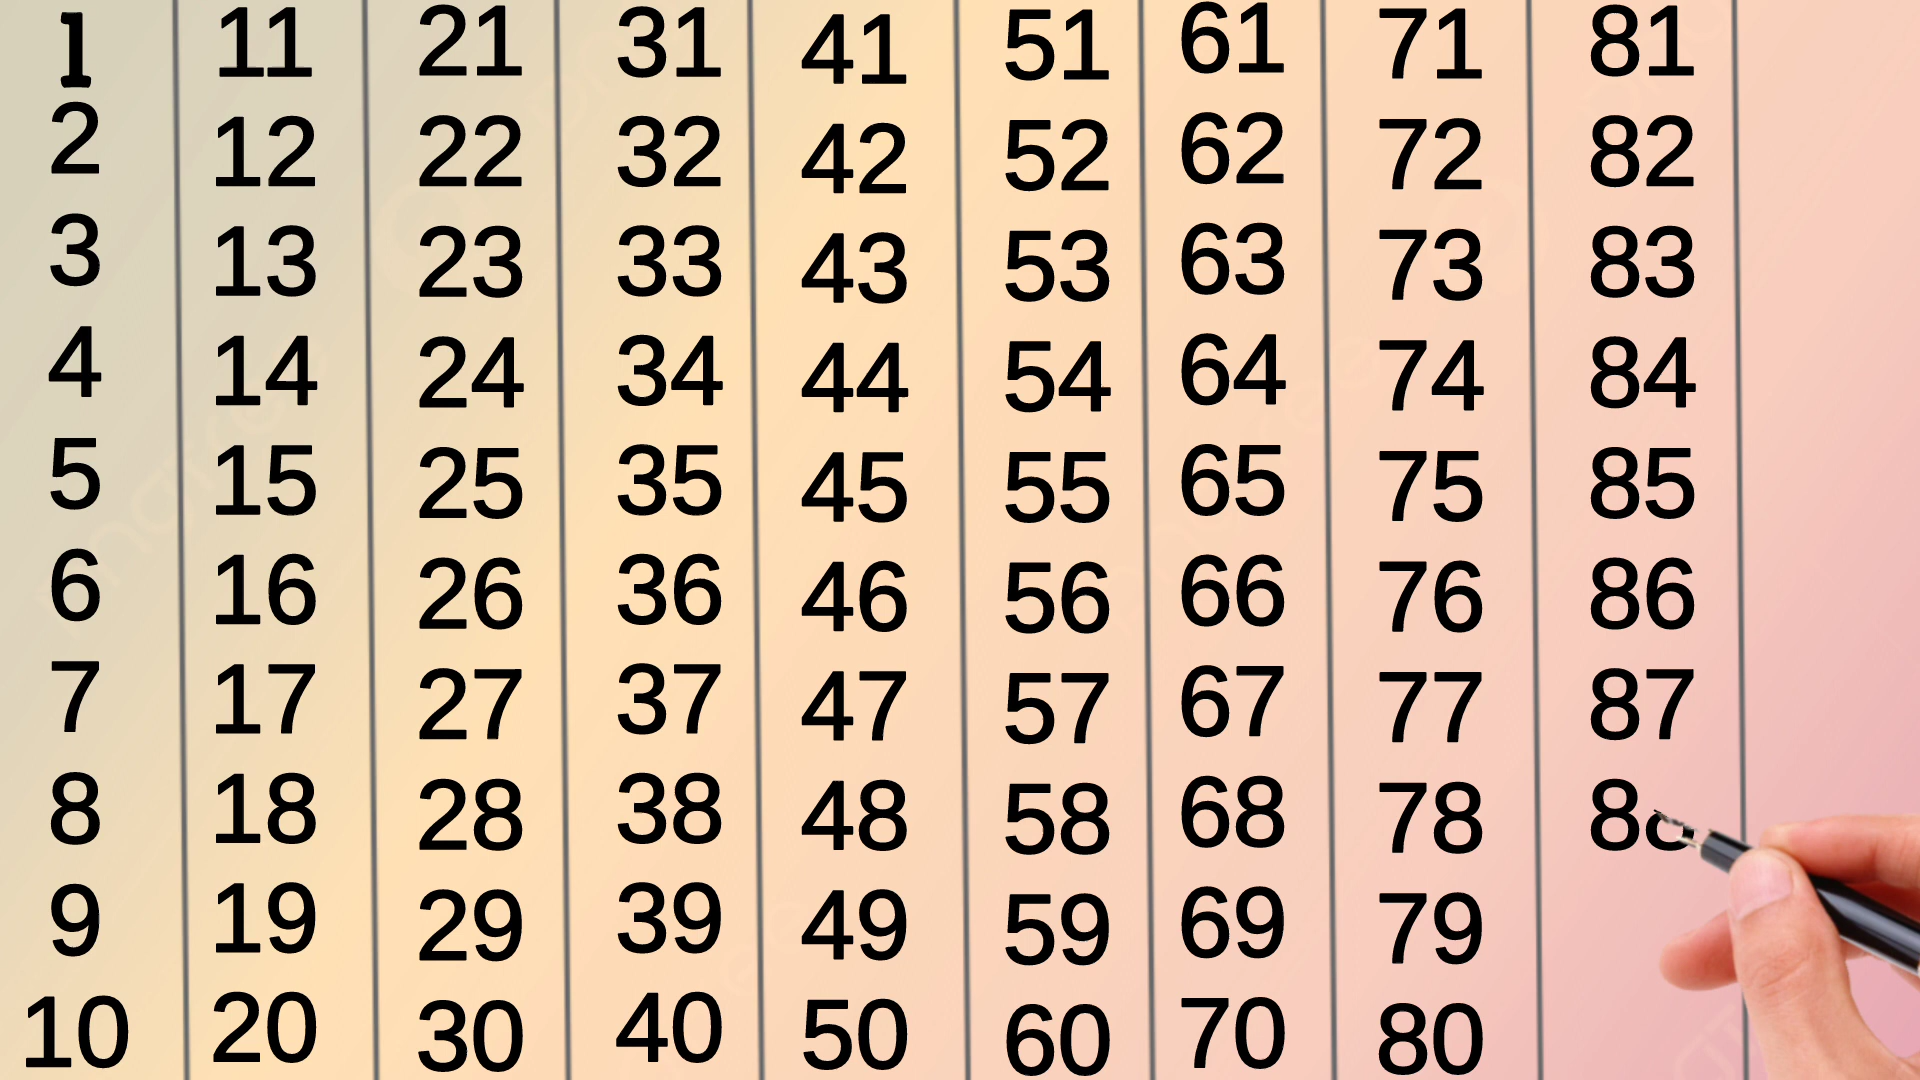 1 11 21 31 41 51 61 71 81
2 12 22 32 42 52 62 72 82
3 13 23 33 43 53 63 73 83
4 14 24 34 44 54 64 74 84
5 15 25 35 45 55 65 75 85
6 16 26 36 46 56 66 76 86
7 17 27 37 47 57 67 77 87
8 18 28 38 48 58 68 78 88
9 19 29 39 49 59 69 79
10 20 30 40 50 60 70 80